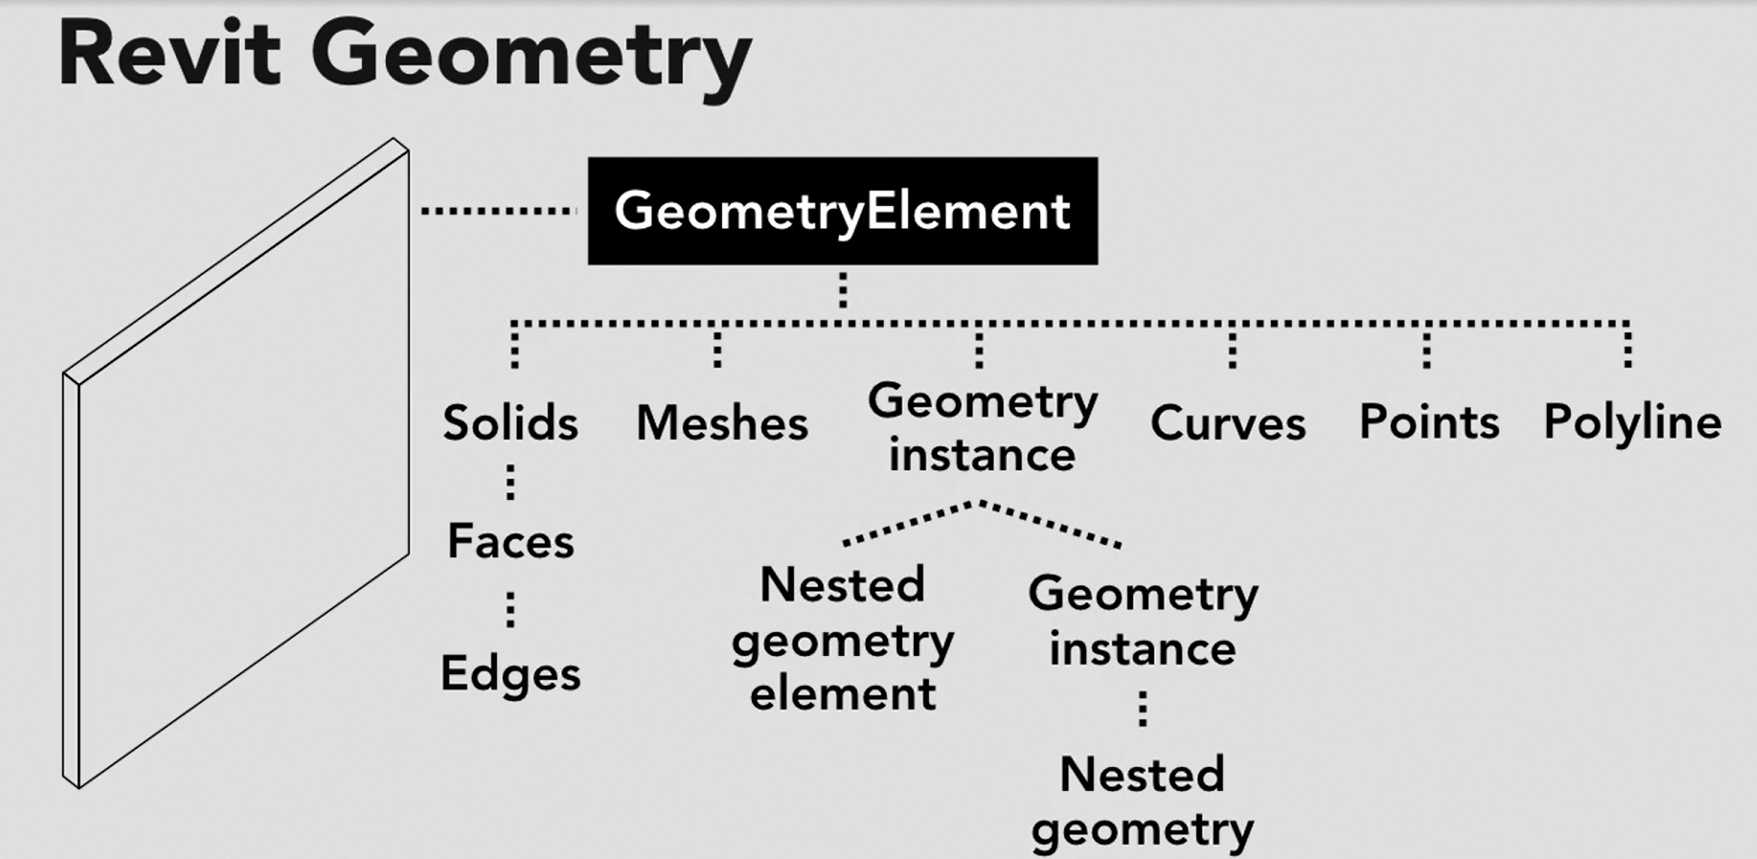 Revit Geometry
GeometryElement
Solids
Meshes
Geometry
instance
Curves
Points
Polyline
Faces
Edges
Nested
geometry
element
Geometry
instance
Nested
geometry